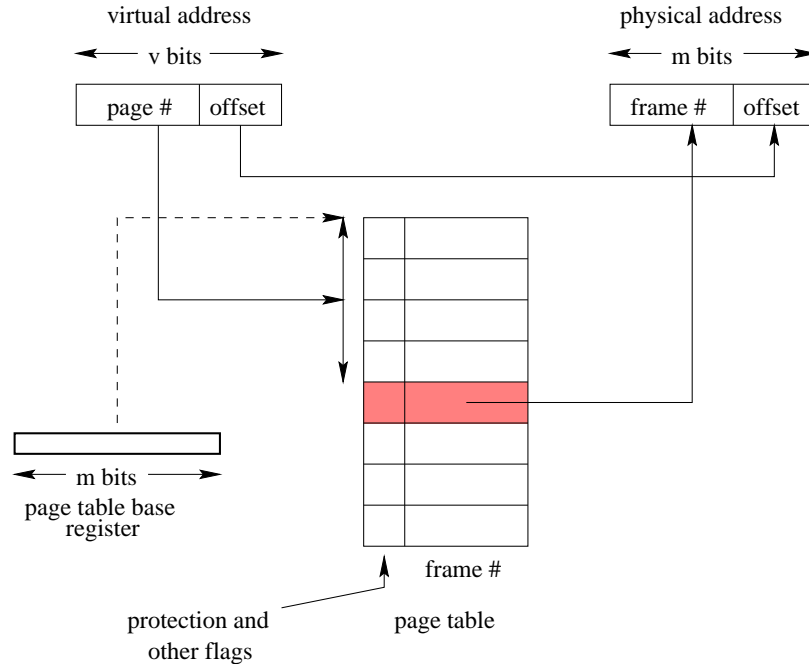 virtual address
physical address
v bits
m bits
page #
offset
frame #
offset
m bits
page table base
register
frame #
protection and
other flags
page table